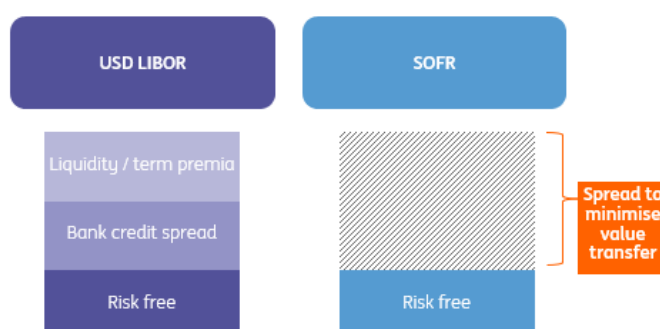 USD LIBOR
SOFR
Liquidity / term premia
Bank credit spread
Risk free
Risk free
Spread to
minimise
value
transfer